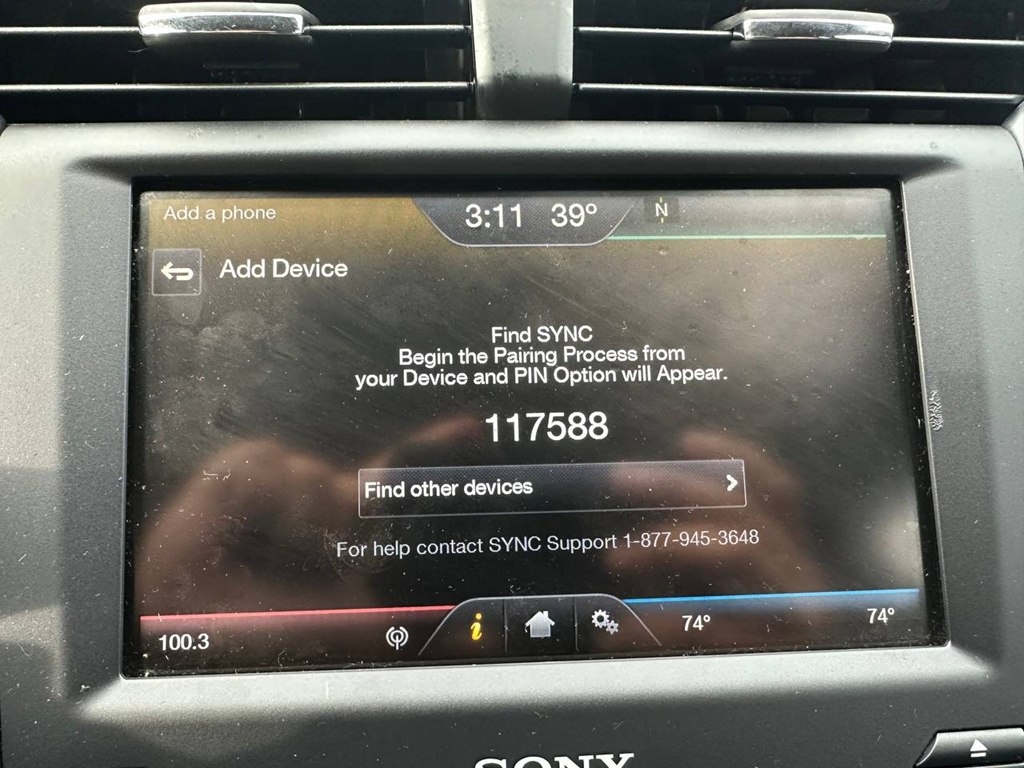 Add a phone
3:11 39°
N
Add Device
Find SYNC
Begin the Pairing Process from
your Device and PIN Option will Appear.
117588
Find other devices
For help contact SYNC Support 1-877-945-3648
100.3
i
74°
74°
SONY